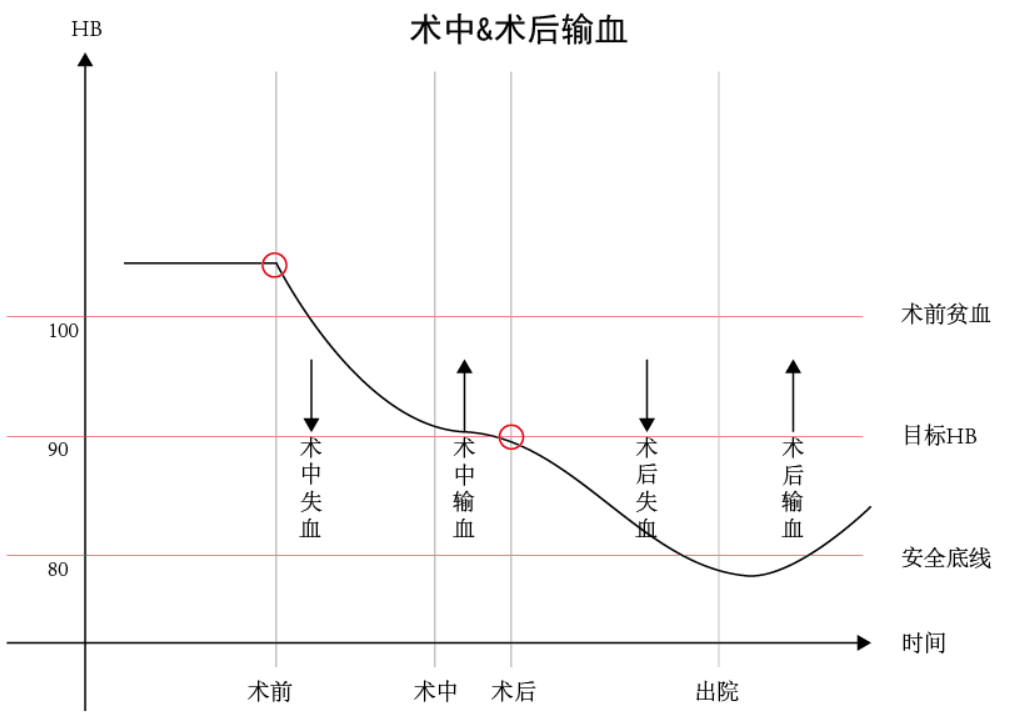 术中&术后输血
HB
100
术前贫血
90
目标HB
术中失血
术中输血
术后失血
术后输血
80
安全底线
时间
术前
术中
术后
出院